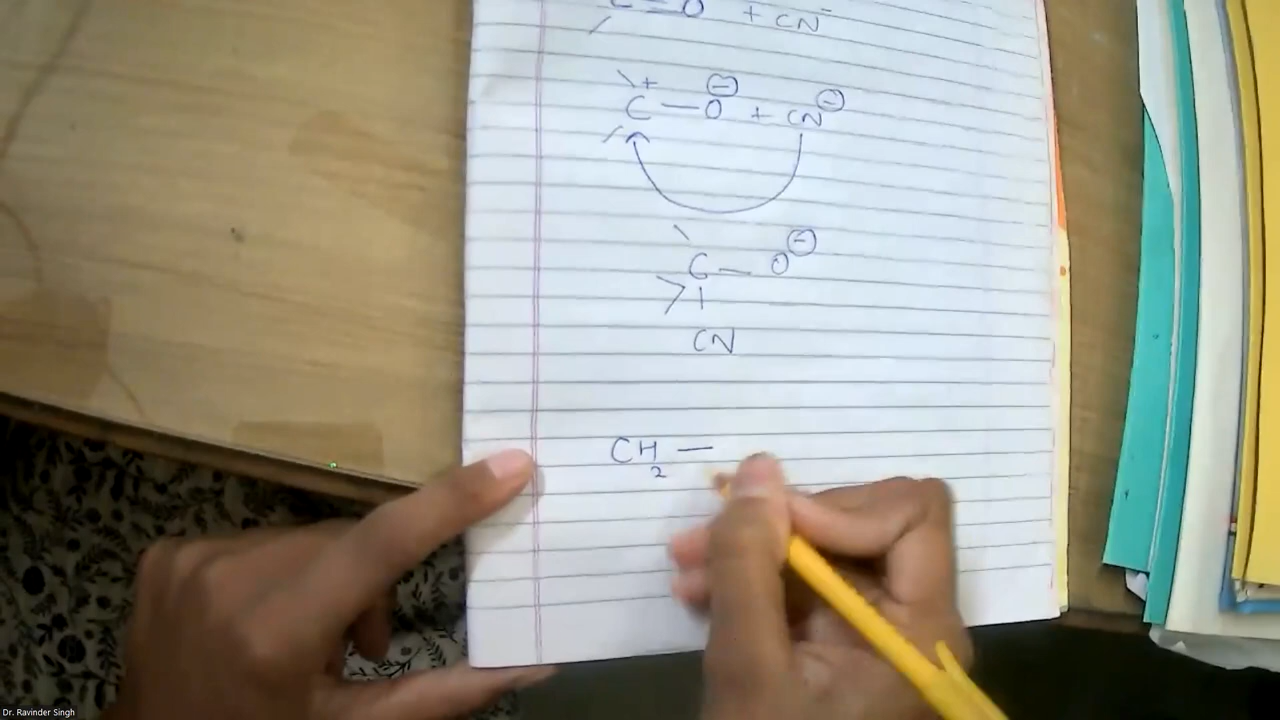 C = O + CN⁻
C⁺ — O⊖ + CN⊖
C — O⊖
CN
CH₂ —
Dr. Ravinder Singh